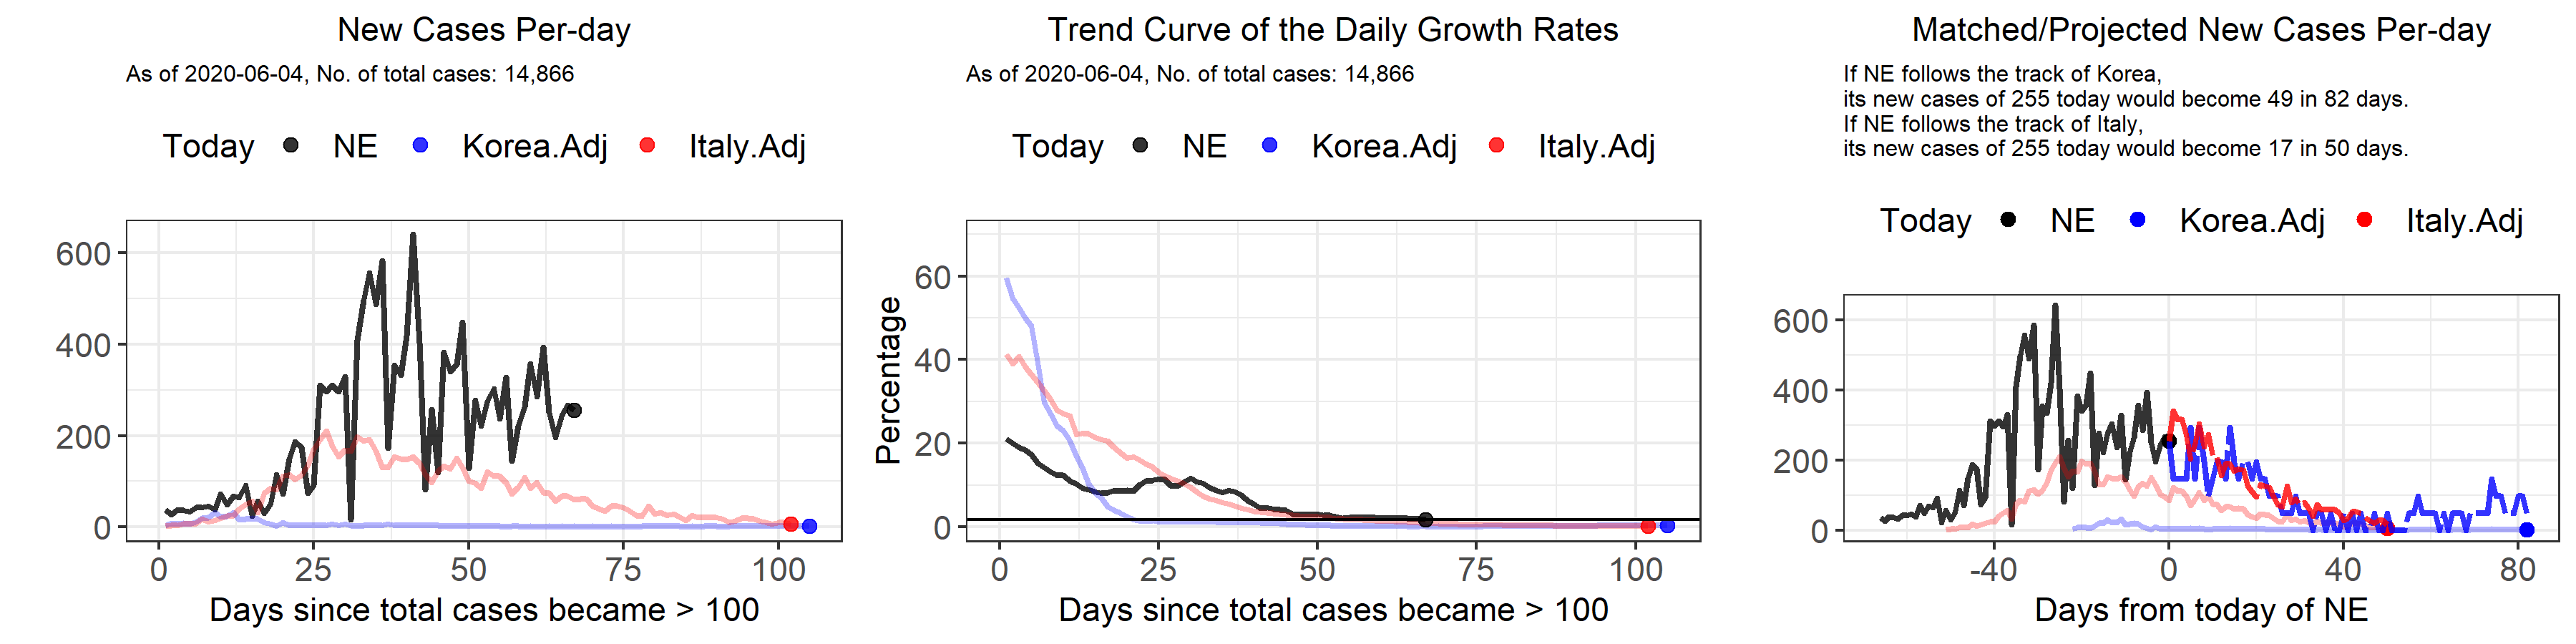 New Cases Per-day
As of 2020-06-04, No. of total cases: 14,866
Today NE Korea.Adj Italy.Adj
600
400
200
0
0 25 50 75 100
Days since total cases became > 100
Trend Curve of the Daily Growth Rates
As of 2020-06-04, No. of total cases: 14,866
Today NE Korea.Adj Italy.Adj
Percentage
60
40
20
0
0 25 50 75 100
Days since total cases became > 100
Matched/Projected New Cases Per-day
If NE follows the track of Korea,
its new cases of 255 today would become 49 in 82 days.
If NE follows the track of Italy,
its new cases of 255 today would become 17 in 50 days.
Today NE Korea.Adj Italy.Adj
600
400
200
0
-40 0 40 80
Days from today of NE